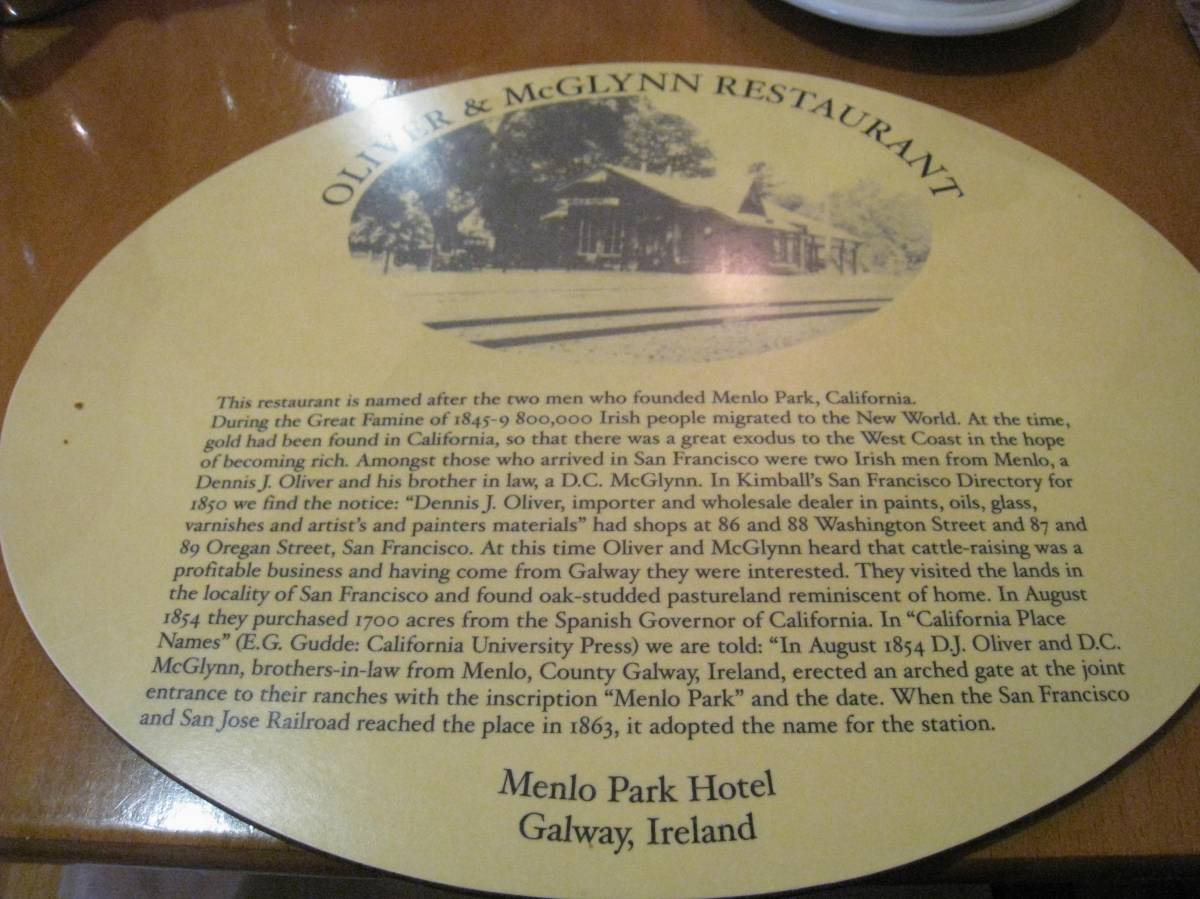 OLIVER & McGLYNN RESTAURANT
This restaurant is named after the two men who founded Menlo Park, California.
During the Great Famine of 1845-9 800,000 Irish people migrated to the New World. At the time,
gold had been found in California, so that there was a great exodus to the West Coast in the hope
of becoming rich. Amongst those who arrived in San Francisco were two Irish men from Menlo, a
Dennis J. Oliver and his brother in law, a D.C. McGlynn. In Kimball's San Francisco Directory for
1850 we find the notice: “Dennis J. Oliver, importer and wholesale dealer in paints, oils, glass,
varnishes and artist's and painters materials” had shops at 86 and 88 Washington Street and 87 and
89 Oregan Street, San Francisco. At this time Oliver and McGlynn heard that cattle-raising was a
profitable business and having come from Galway they were interested. They visited the lands in
the locality of San Francisco and found oak-studded pastureland reminiscent of home. In August
1854 they purchased 1700 acres from the Spanish Governor of California. In “California Place
Names” (E.G. Gudde: California University Press) we are told: “In August 1854 D.J. Oliver and D.C.
McGlynn, brothers-in-law from Menlo, County Galway, Ireland, erected an arched gate at the joint
entrance to their ranches with the inscription “Menlo Park” and the date. When the San Francisco
and San Jose Railroad reached the place in 1863, it adopted the name for the station.
Menlo Park Hotel
Galway, Ireland